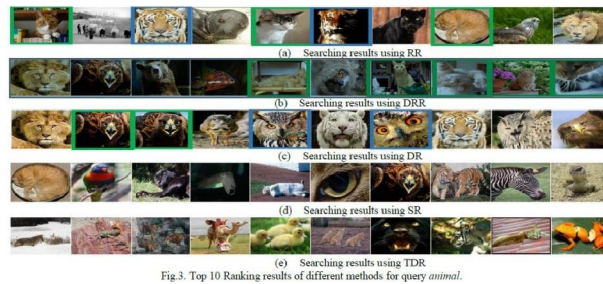 (a) Searching results using RR
(b) Searching results using DRR
(c) Searching results using DR
(d) Searching results using SR
(e) Searching results using TDR
Fig.3. Top 10 Ranking results of different methods for query animal.